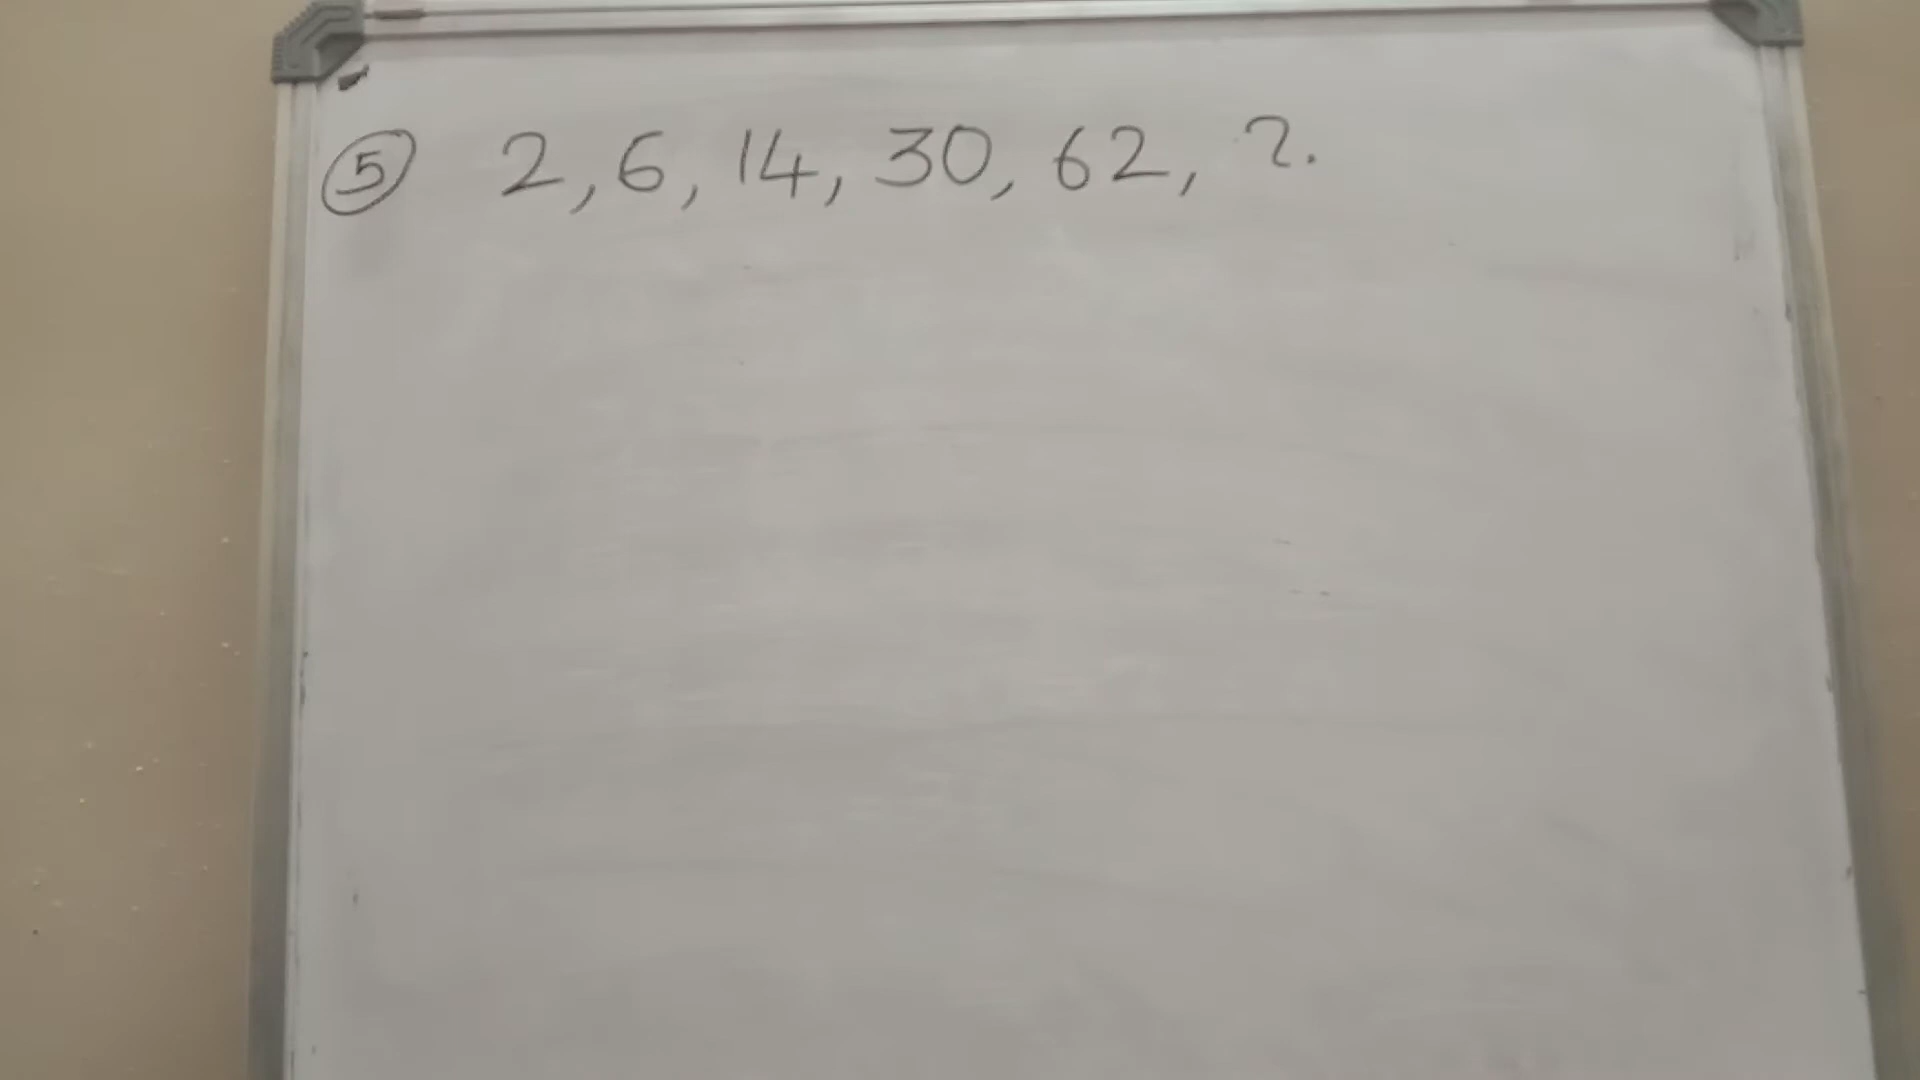 ⑤ 2, 6, 14, 30, 62, ?.